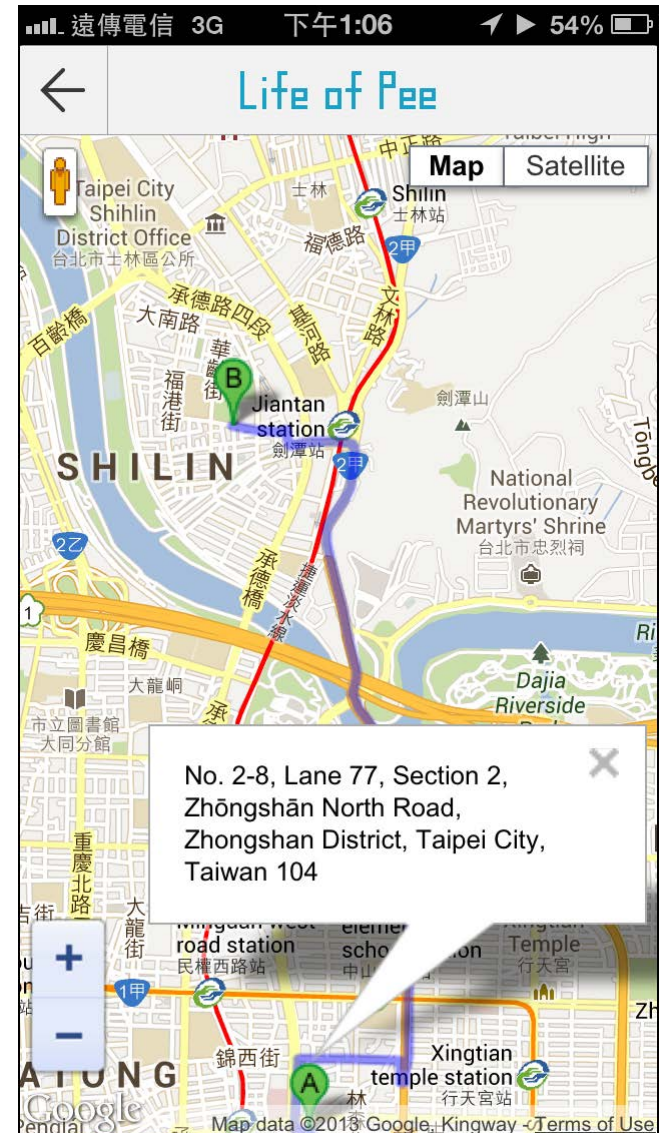 遠傳電信 3G 下午1:06 54%
Life of Pee
中正路
Map Satellite
Taipei City
Shihlin
District Office
台北市士林區公所
士林
Shilin
士林站
福德路
2甲
文林路
基河路
承德路四段
大南路
百齡橋
華齡街
福港街
B
Jiantan
station
劍潭站
2甲
劍潭山
SHILIN
National
Revolutionary
Martyrs' Shrine
台北市忠烈祠
2乙
承德橋
捷運淡水線
1
慶昌橋
大龍峒
市立圖書館
大同分館
Dajia
Riverside
No. 2-8, Lane 77, Section 2,
Zhōngshān North Road,
Zhongshan District, Taipei City,
Taiwan 104
重慶北路
大龍街
road station
民權西路站
Temple
行天宮
1甲
錦西街
A
Xingtian
temple station
行天宮站
Google
Map data ©2013 Google, Kingway - Terms of Use